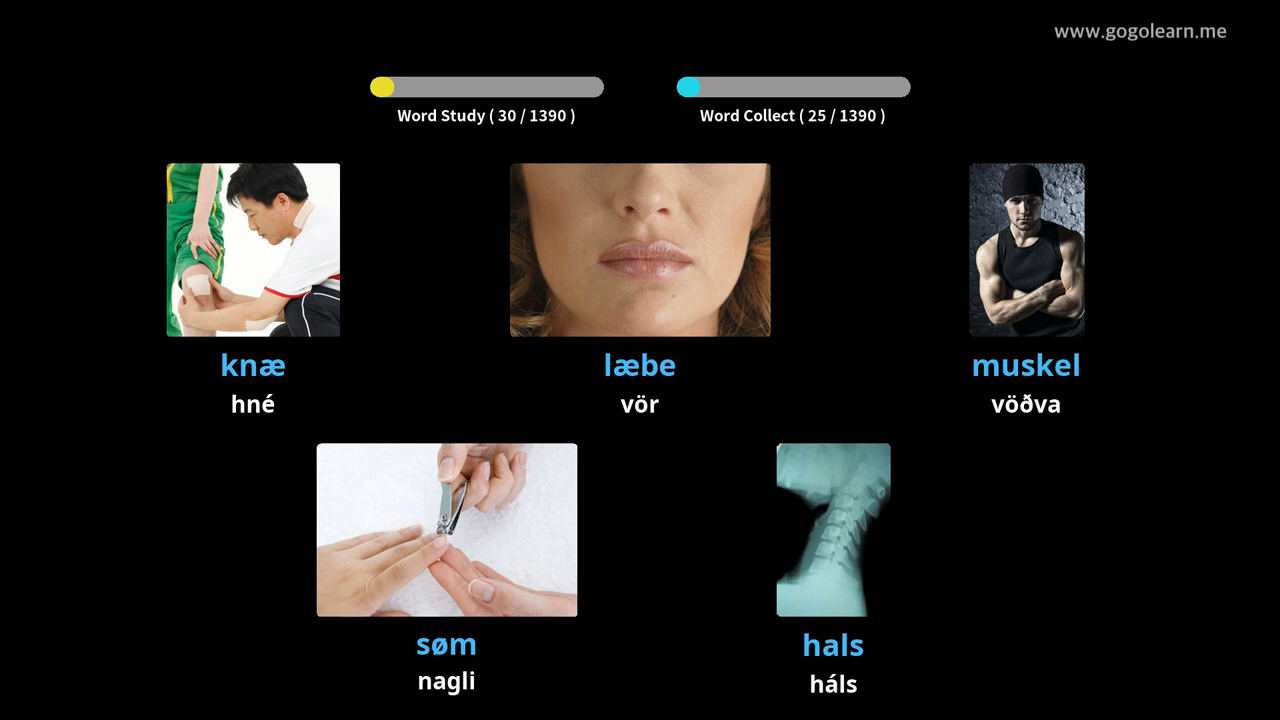 www.gogolearn.me
Word Study ( 30 / 1390 )
Word Collect ( 25 / 1390 )
knæ
hné
læbe
vör
muskel
vöðva
søm
nagli
hals
háls